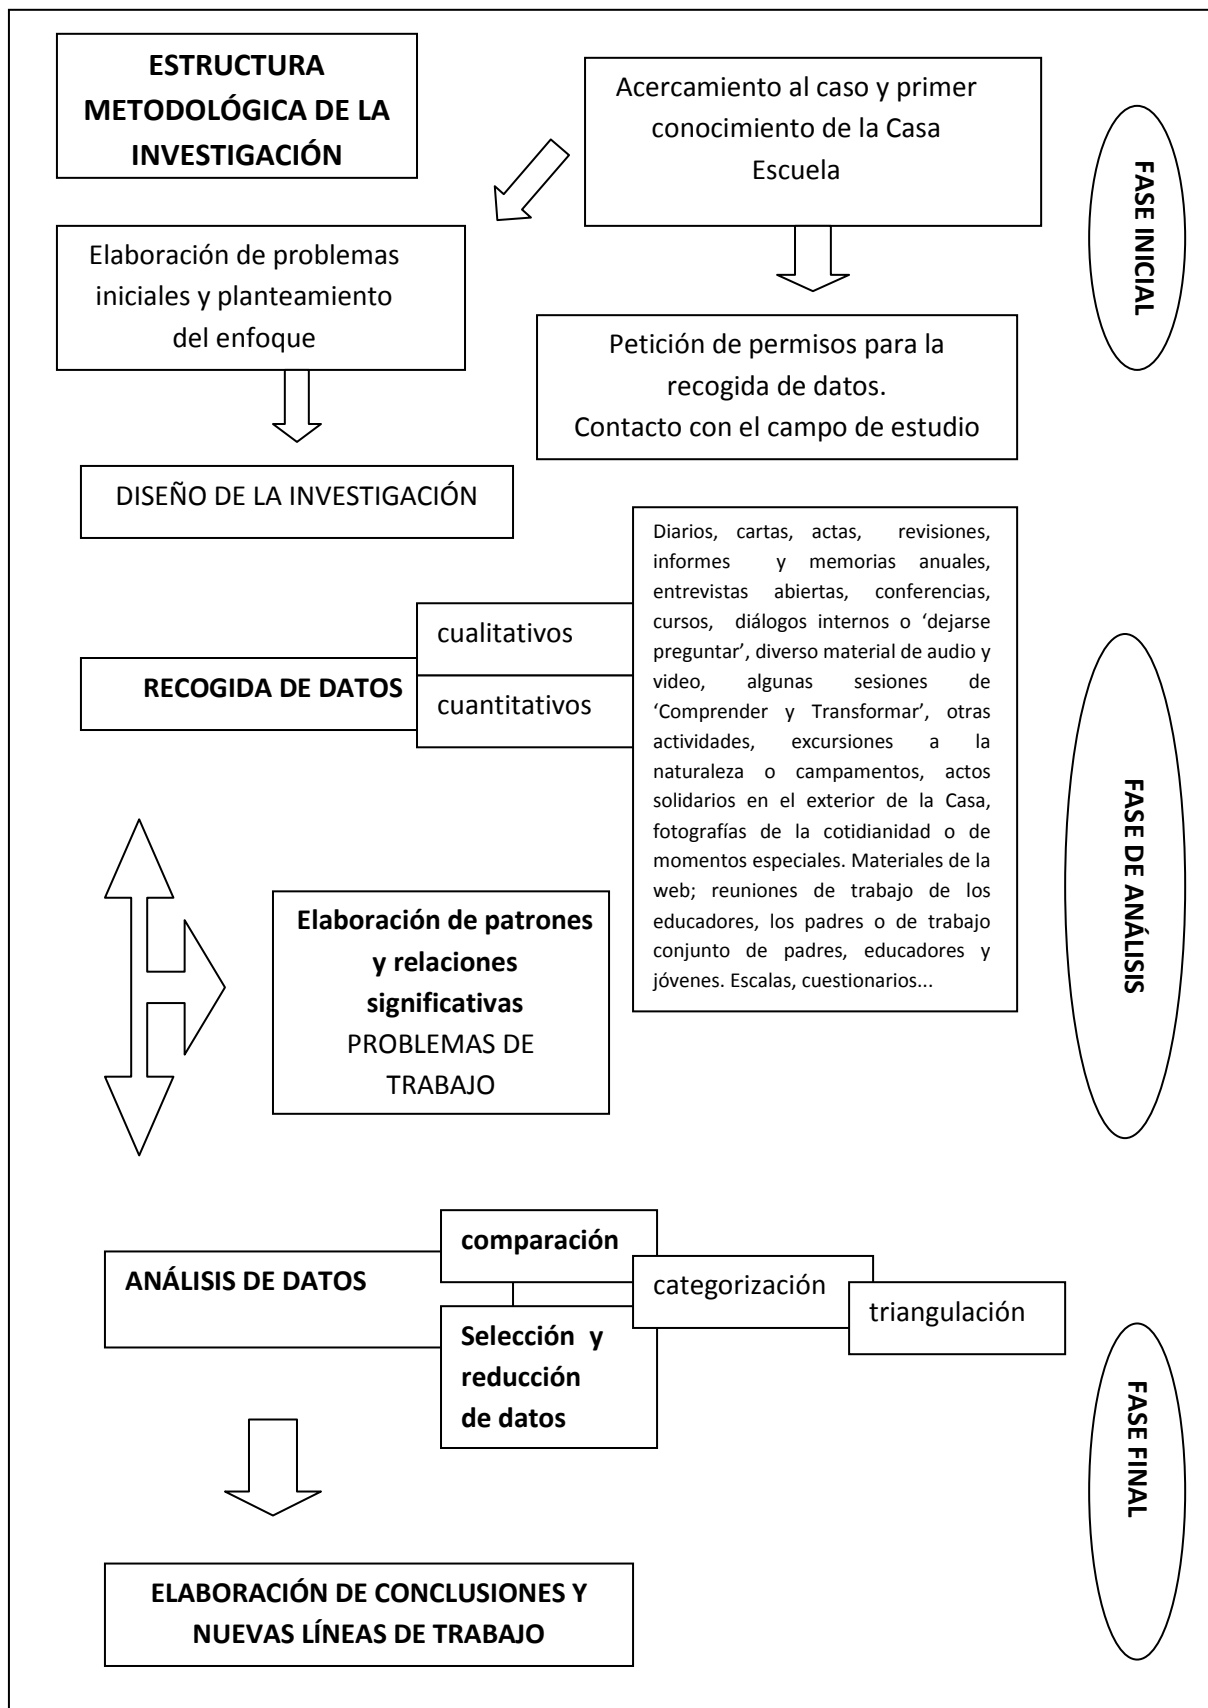 ESTRUCTURA
METODOLÓGICA DE LA
INVESTIGACIÓN
Acercamiento al caso y primer
conocimiento de la Casa
Escuela
FASE INICIAL
Elaboración de problemas
iniciales y planteamiento
del enfoque
Petición de permisos para la
recogida de datos.
Contacto con el campo de estudio
DISEÑO DE LA INVESTIGACIÓN
RECOGIDA DE DATOS
cualitativos
cuantitativos
Diarios, cartas, actas, revisiones,
informes y memorias anuales,
entrevistas abiertas, conferencias,
cursos, diálogos internos o ‘dejarse
preguntar’, diverso material de audio y
video, algunas sesiones de
‘Comprender y Transformar’, otras
actividades, excursiones a la
naturaleza o campamentos, actos
solidarios en el exterior de la Casa,
fotografías de la cotidianidad o de
momentos especiales. Materiales de la
web; reuniones de trabajo de los
educadores, los padres o de trabajo
conjunto de padres, educadores y
jóvenes. Escalas, cuestionarios...
FASE DE ANÁLISIS
Elaboración de patrones
y relaciones
significativas
PROBLEMAS DE
TRABAJO
ANÁLISIS DE DATOS
comparación
Selección y
reducción
de datos
categorización
triangulación
FASE FINAL
ELABORACIÓN DE CONCLUSIONES Y
NUEVAS LÍNEAS DE TRABAJO